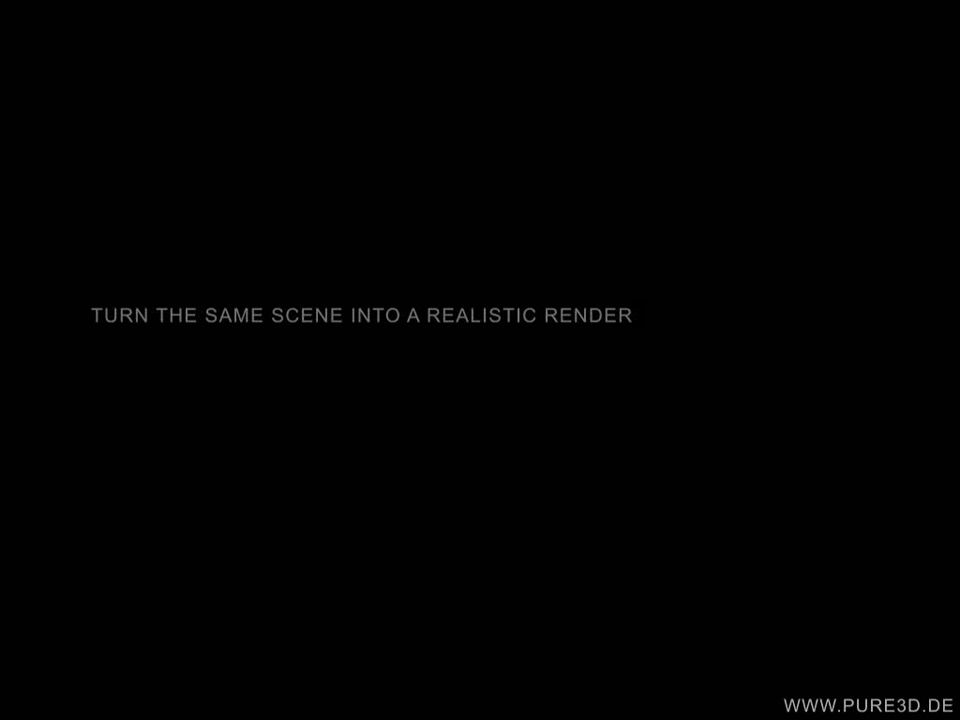 TURN THE SAME SCENE INTO A REALISTIC RENDER
WWW.PURE3D.DE